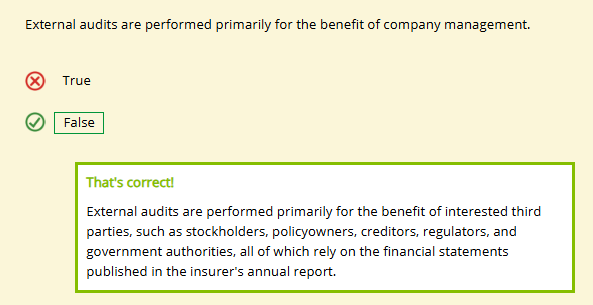 External audits are performed primarily for the benefit of company management.
True
False
That's correct!
External audits are performed primarily for the benefit of interested third
parties, such as stockholders, policyowners, creditors, regulators, and
government authorities, all of which rely on the financial statements
published in the insurer's annual report.